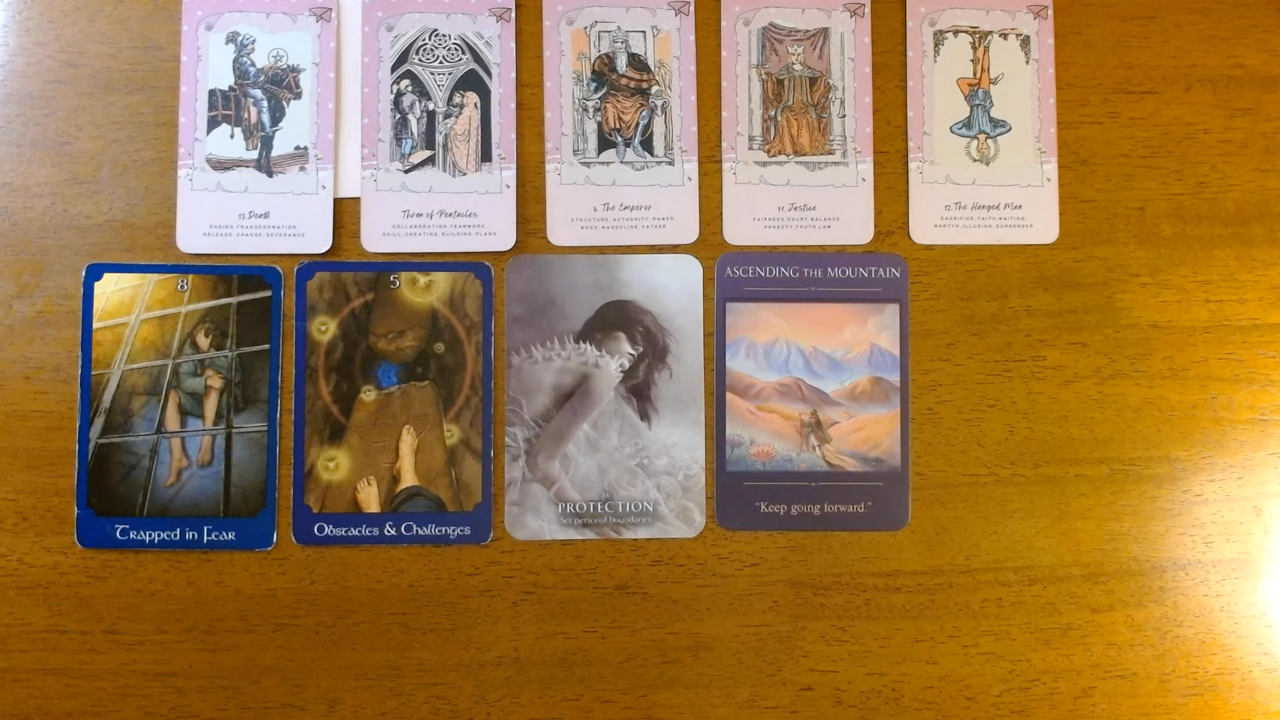 13. Death
ENDING, TRANSFORMATION,
RELEASE, CHANGE, SEVERANCE
Three of Pentacles
COLLABORATION, TEAMWORK,
SKILL, CREATING, BUILDING, PLANS
4. The Emperor
STRUCTURE, AUTHORITY, POWER,
BOSS, MASCULINE, FATHER
11. Justice
FAIRNESS, COURT, BALANCE
HONESTY, TRUTH, LAW
12. The Hanged Man
SACRIFICE, FAITH, WAITING,
MARTYR, ILLUSION, SURRENDER
8
Trapped in Fear
5
Obstacles & Challenges
PROTECTION
Set personal boundaries
ASCENDING THE MOUNTAIN
"Keep going forward."